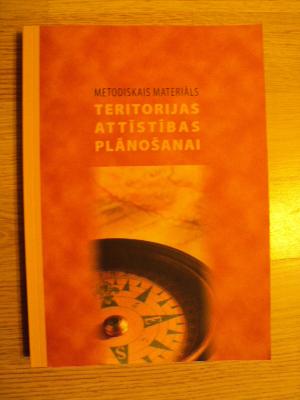 METODISKAIS MATERIĀLS
TERITORIJAS
ATTĪSTĪBAS
PLĀNOŠANAI
S